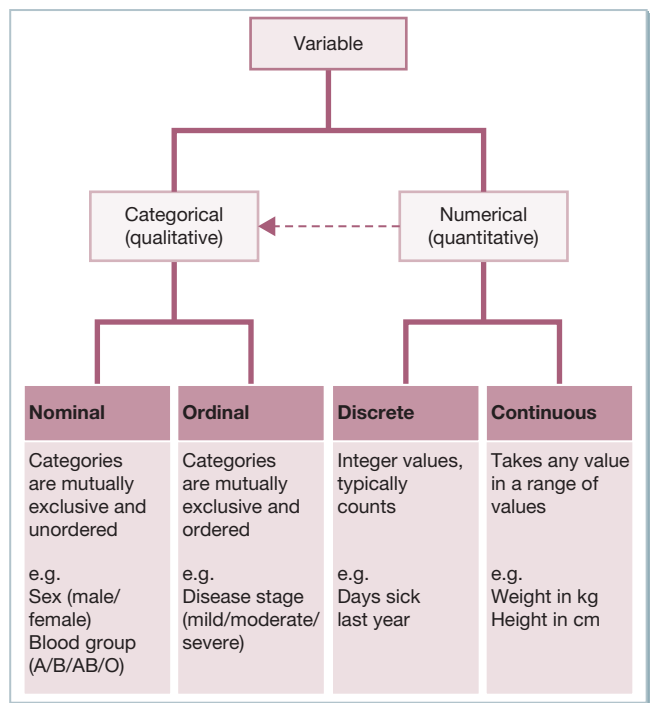 Variable
Categorical
(qualitative)
Numerical
(quantitative)
Nominal
Categories
are mutually
exclusive and
unordered
e.g.
Sex (male/
female)
Blood group
(A/B/AB/O)
Ordinal
Categories
are mutually
exclusive and
ordered
e.g.
Disease stage
(mild/moderate/
severe)
Discrete
Integer values,
typically
counts
e.g.
Days sick
last year
Continuous
Takes any value
in a range of
values
e.g.
Weight in kg
Height in cm